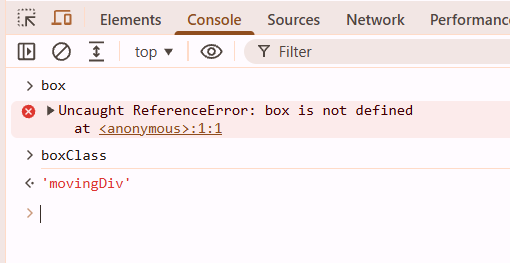 Elements Console Sources Network Performanc
top Filter
box
Uncaught ReferenceError: box is not defined
at <anonymous>:1:1
boxClass
'movingDiv'